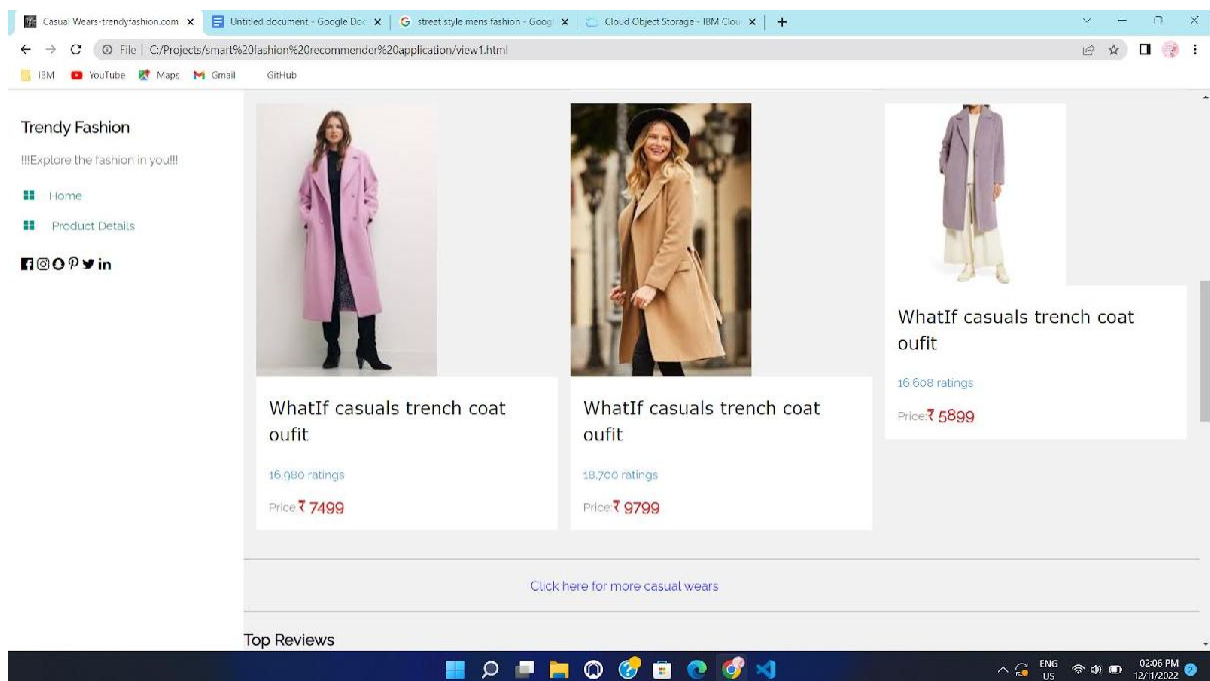 Casual Wears-trendyfashion.com
Untitled document - Google Doc
street style mens fashion - Googl
Cloud Object Storage - IBM Clou
File
C:/Projects/smart%20fashion%20recommender%20application/view1.html
IBM
YouTube
Maps
Gmail
GitHub
Trendy Fashion
!!!Explore the fashion in you!!!
Home
Product Details
WhatIf casuals trench coat
oufit
16,980 ratings
Price:₹ 7499
WhatIf casuals trench coat
oufit
18,700 ratings
Price:₹ 9799
WhatIf casuals trench coat
oufit
16,608 ratings
Price:₹ 5899
Click here for more casual wears
Top Reviews
ENG
US
02:06 PM
12/11/2022
2